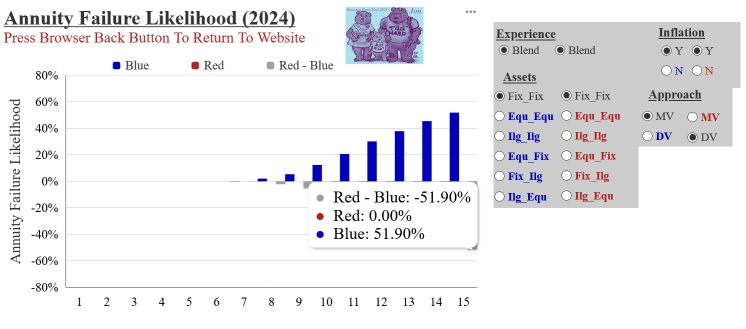 Annuity Failure Likelihood (2024)
Press Browser Back Button To Return To Website
Blue Red Red - Blue
Annuity Failure Likelihood
80%
60%
40%
20%
0%
-20%
-40%
-60%
-80%
Red - Blue: -51.90%
Red: 0.00%
Blue: 51.90%
1 2 3 4 5 6 7 8 9 10 11 12 13 14 15
Experience
Blend Blend
Assets
Fix_Fix Fix_Fix
Equ_Equ Equ_Equ
Ilg_Ilg Ilg_Ilg
Equ_Fix Equ_Fix
Fix_Ilg Fix_Ilg
Ilg_Equ Ilg_Equ
Inflation
Y Y
N N
Approach
MV MV
DV DV